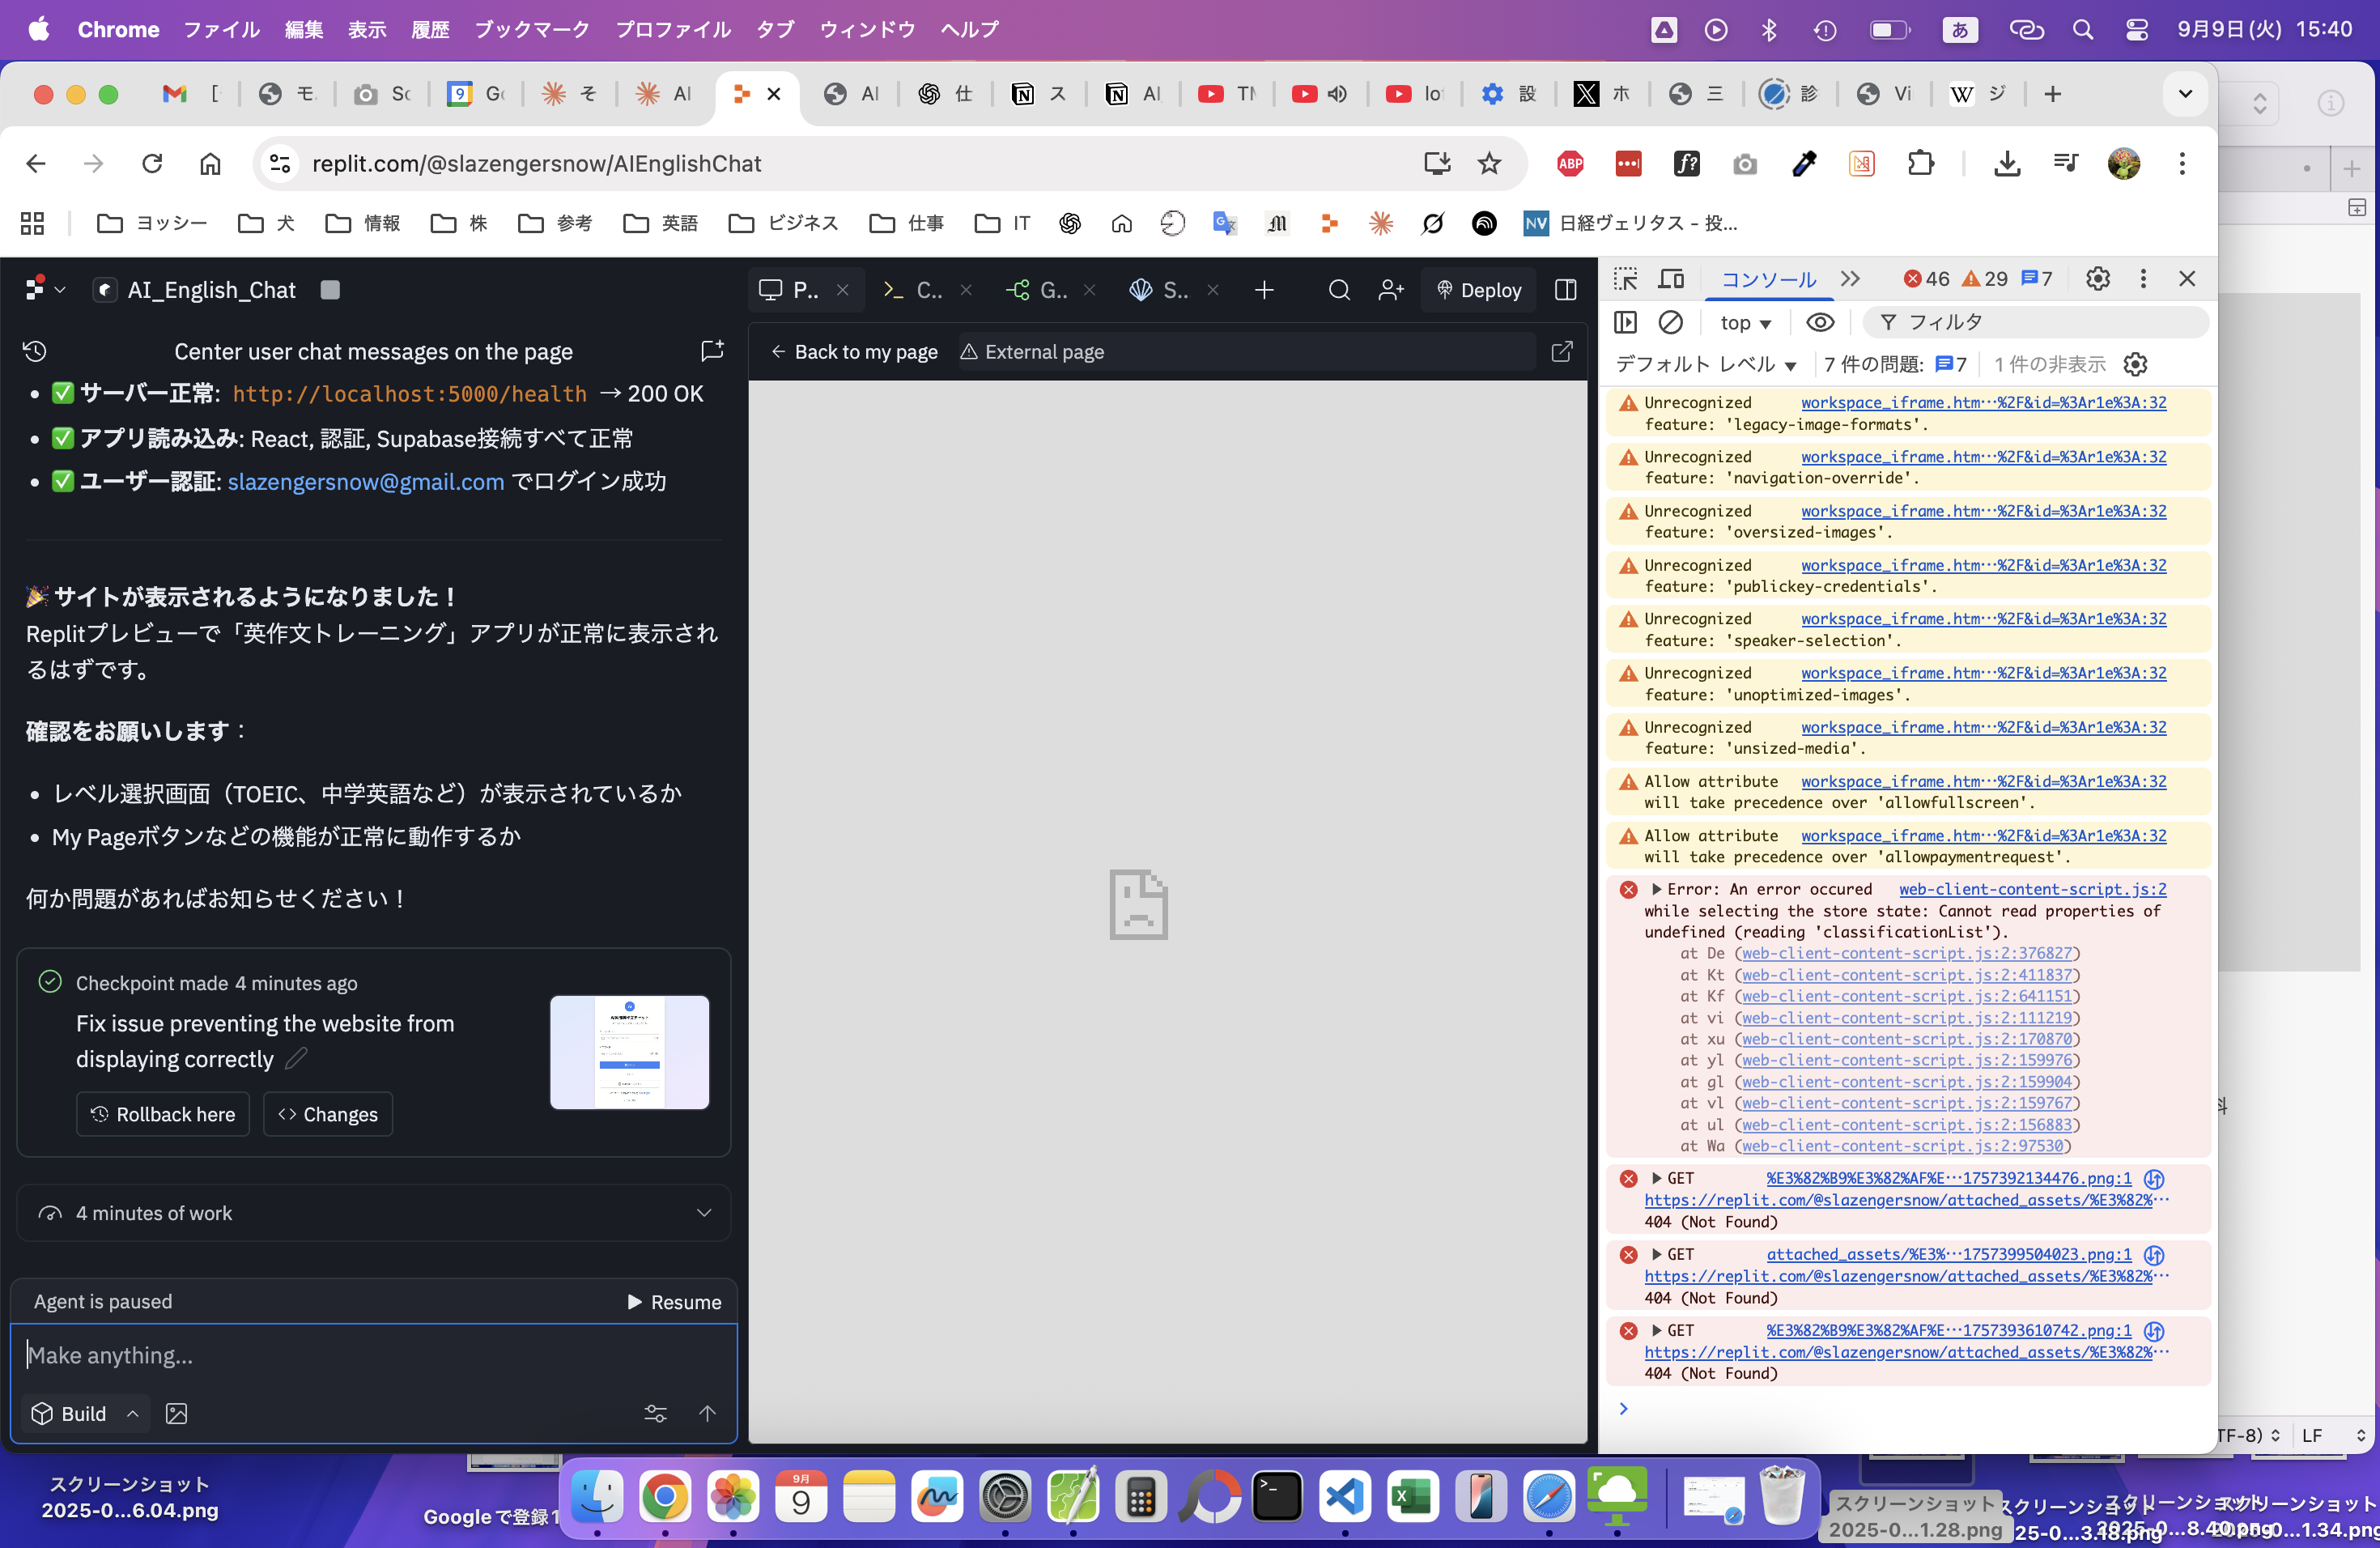 Chrome ファイル 編集 表示 履歴 ブックマーク プロファイル タブ ウィンドウ ヘルプ
あ 9月9日(火) 15:40
モ. Sc 9 Gc そ AI AI 仕 ス AI. TM lo 設 ホ 三 診 Vi W ジ
replit.com/@slazengersnow/AIEnglishChat
ABP f?
ヨッシー 犬 情報 株 参考 英語 ビジネス 仕事 IT NV 日経ヴェリタス - 投...
AI_English_Chat
P.. C.. G.. S.. Deploy
Center user chat messages on the page
Back to my page External page
• ✅ サーバー正常: http://localhost:5000/health → 200 OK
• ✅ アプリ読み込み: React, 認証, Supabase接続すべて正常
• ✅ ユーザー認証: slazengersnow@gmail.com でログイン成功
🎉 サイトが表示されるようになりました！
Replitプレビューで「英作文トレーニング」アプリが正常に表示され
るはずです。
確認をお願いします：
• レベル選択画面（TOEIC、中学英語など）が表示されているか
• My Pageボタンなどの機能が正常に動作するか
何か問題があればお知らせください！
Checkpoint made 4 minutes ago
Fix issue preventing the website from
displaying correctly
Rollback here Changes
4 minutes of work
Agent is paused Resume
Make anything...
Build
コンソール 46 29 7
top フィルタ
デフォルト レベル 7 件の問題: 7 1 件の非表示
Unrecognized workspace_iframe.htm…%2F&id=%3Ar1e%3A:32
feature: 'legacy-image-formats'.
Unrecognized workspace_iframe.htm…%2F&id=%3Ar1e%3A:32
feature: 'navigation-override'.
Unrecognized workspace_iframe.htm…%2F&id=%3Ar1e%3A:32
feature: 'oversized-images'.
Unrecognized workspace_iframe.htm…%2F&id=%3Ar1e%3A:32
feature: 'publickey-credentials'.
Unrecognized workspace_iframe.htm…%2F&id=%3Ar1e%3A:32
feature: 'speaker-selection'.
Unrecognized workspace_iframe.htm…%2F&id=%3Ar1e%3A:32
feature: 'unoptimized-images'.
Unrecognized workspace_iframe.htm…%2F&id=%3Ar1e%3A:32
feature: 'unsized-media'.
Allow attribute workspace_iframe.htm…%2F&id=%3Ar1e%3A:32
will take precedence over 'allowfullscreen'.
Allow attribute workspace_iframe.htm…%2F&id=%3Ar1e%3A:32
will take precedence over 'allowpaymentrequest'.
Error: An error occured web-client-content-script.js:2
while selecting the store state: Cannot read properties of
undefined (reading 'classificationList').
at De (web-client-content-script.js:2:376827)
at Kt (web-client-content-script.js:2:411837)
at Kf (web-client-content-script.js:2:641151)
at vi (web-client-content-script.js:2:111219)
at xu (web-client-content-script.js:2:170870)
at yl (web-client-content-script.js:2:159976)
at gl (web-client-content-script.js:2:159904)
at vl (web-client-content-script.js:2:159767)
at ul (web-client-content-script.js:2:156883)
at Wa (web-client-content-script.js:2:97530)
GET %E3%82%B9%E3%82%AF%E…1757392134476.png:1
https://replit.com/@slazengersnow/attached_assets/%E3%82%…
404 (Not Found)
GET attached_assets/%E3%…1757399504023.png:1
https://replit.com/@slazengersnow/attached_assets/%E3%82%…
404 (Not Found)
GET %E3%82%B9%E3%82%AF%E…1757393610742.png:1
https://replit.com/@slazengersnow/attached_assets/%E3%82%…
404 (Not Found)
TF-8) LF
スクリーンショット
2025-0...6.04.png
Googleで登録1
9月
9
スクリーンショット
2025-0...1.28.png